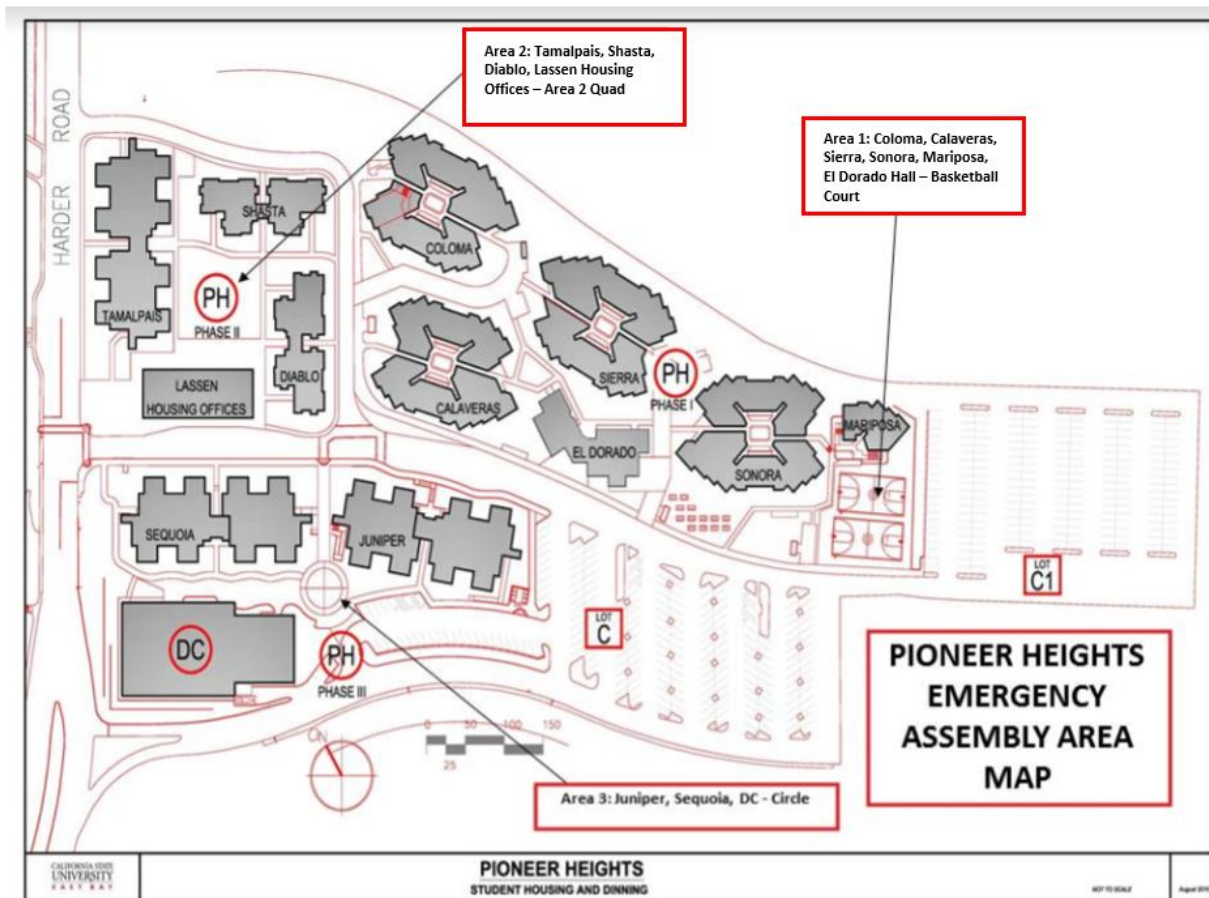 Area 2: Tamalpais, Shasta,
Diablo, Lassen Housing
Offices – Area 2 Quad
Area 1: Coloma, Calaveras,
Sierra, Sonora, Mariposa,
El Dorado Hall – Basketball
Court
HARDER ROAD
SHASTA
COLOMA
TAMALPAIS
PH
PHASE II
DIABLO
LASSEN
HOUSING OFFICES
CALAVERAS
SIERRA
PH
PHASE I
EL DORADO
SONORA
MARIPOSA
SEQUOIA
JUNIPER
LOT
C1
LOT
C
DC
PH
PHASE III
PIONEER HEIGHTS
EMERGENCY
ASSEMBLY AREA
MAP
0 50 100 150
25
N
Area 3: Juniper, Sequoia, DC - Circle
CALIFORNIA STATE
UNIVERSITY
EAST BAY
PIONEER HEIGHTS
STUDENT HOUSING AND DINNING
NOT TO SCALE
August